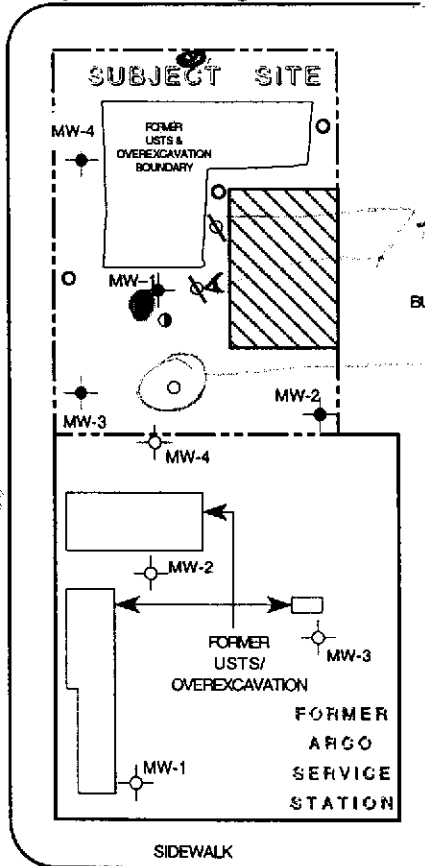 SUBJECT SITE
MW-4
FORMER
USTS &
OVEREXCAVATION
BOUNDARY
MW-1
MW-3
MW-2
MW-4
MW-2
FORMER
USTS/
OVEREXCAVATION
MW-3
FORMER
ARCO
SERVICE
STATION
MW-1
SIDEWALK